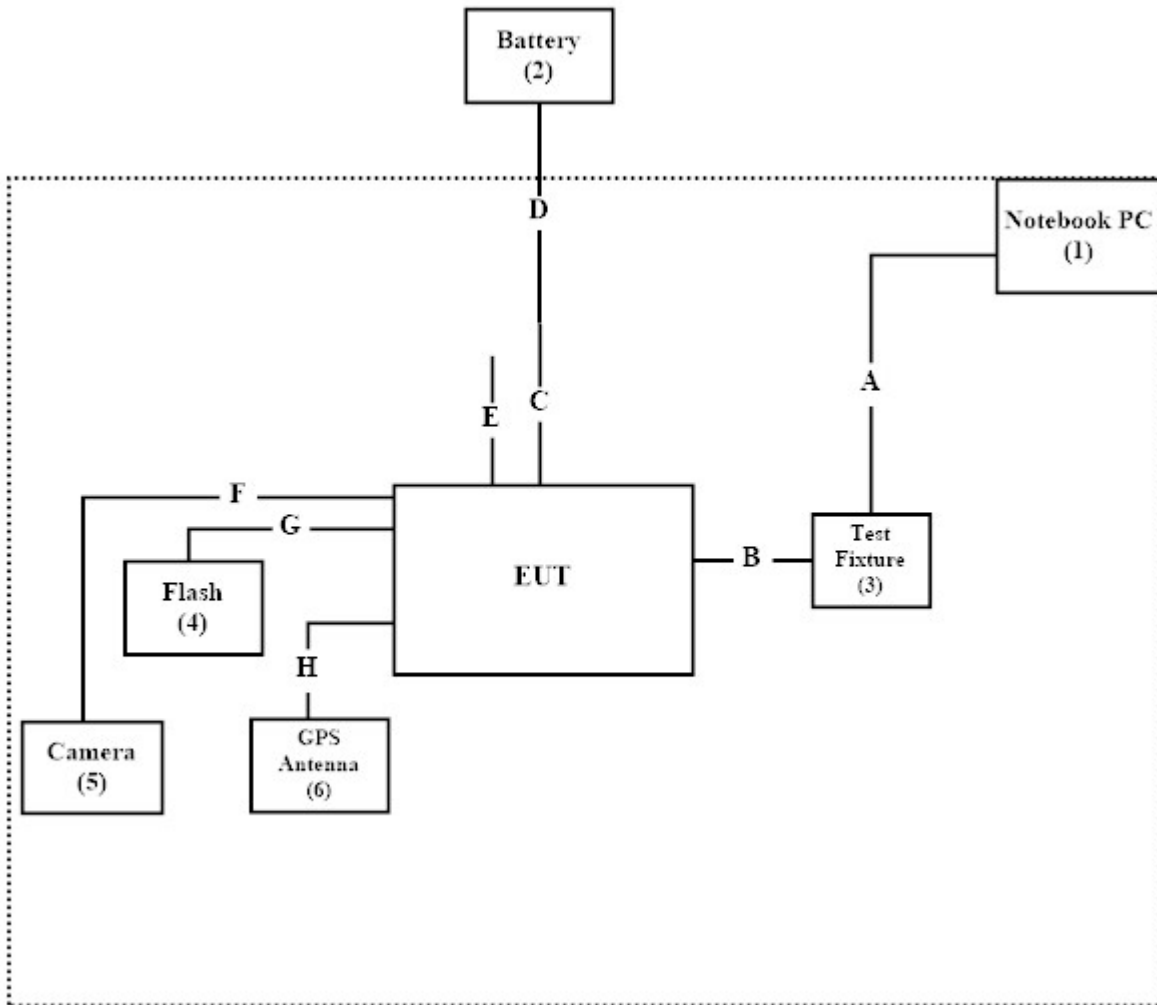 Battery
(2)
D
Notebook PC
(1)
A
E
C
F
G
EUT
B
Test
Fixture
(3)
Flash
(4)
H
Camera
(5)
GPS
Antenna
(6)